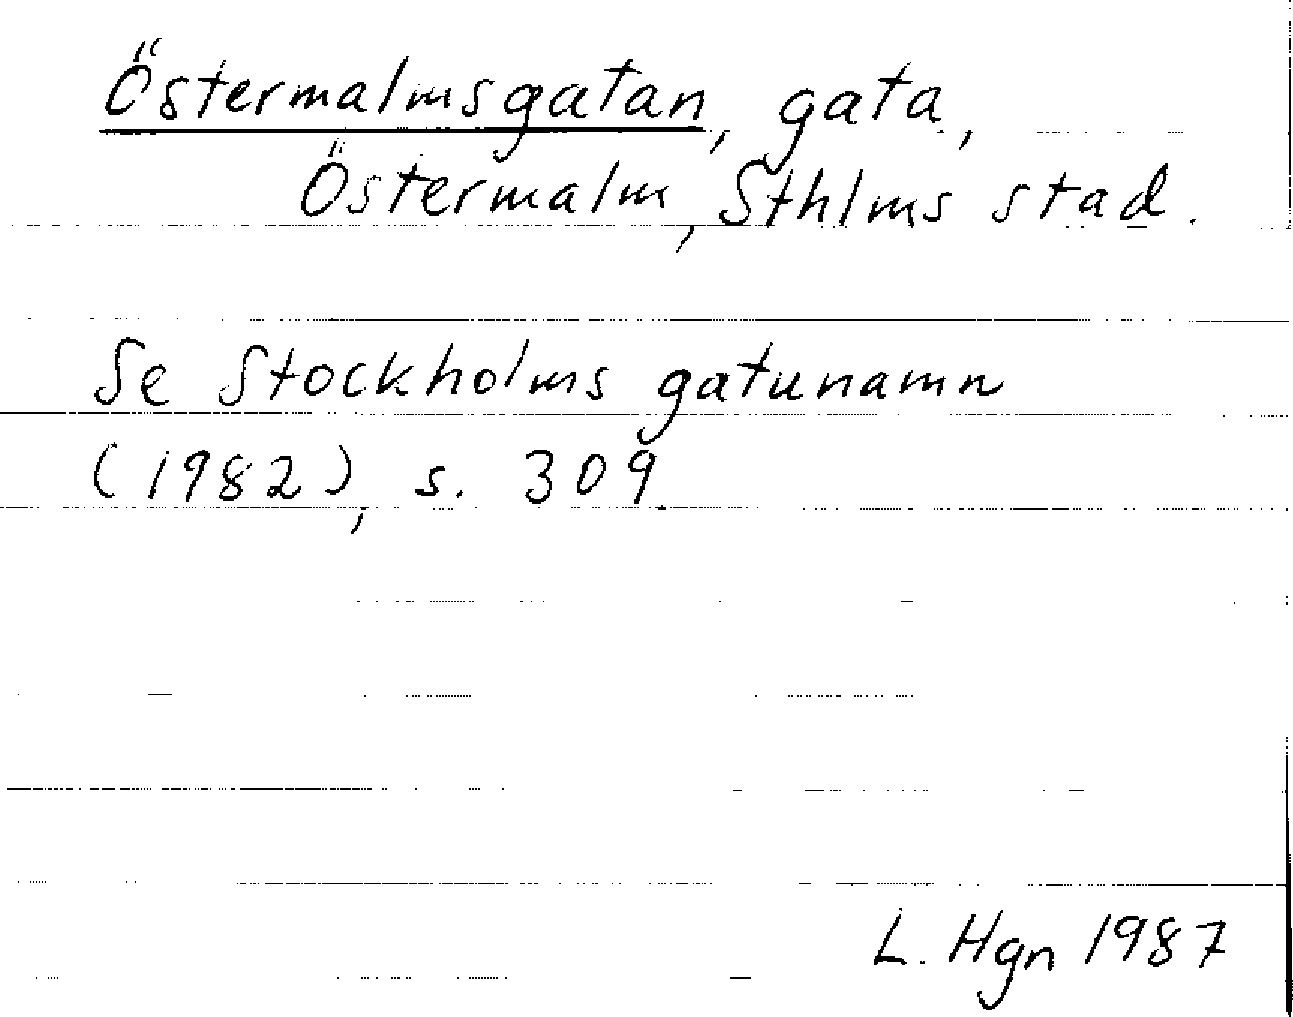 Östermalmsgatan, gata,
Östermalm, Sthlms stad.
Se Stockholms gatunamn
(1982), s. 309.
L. Hgn 1987